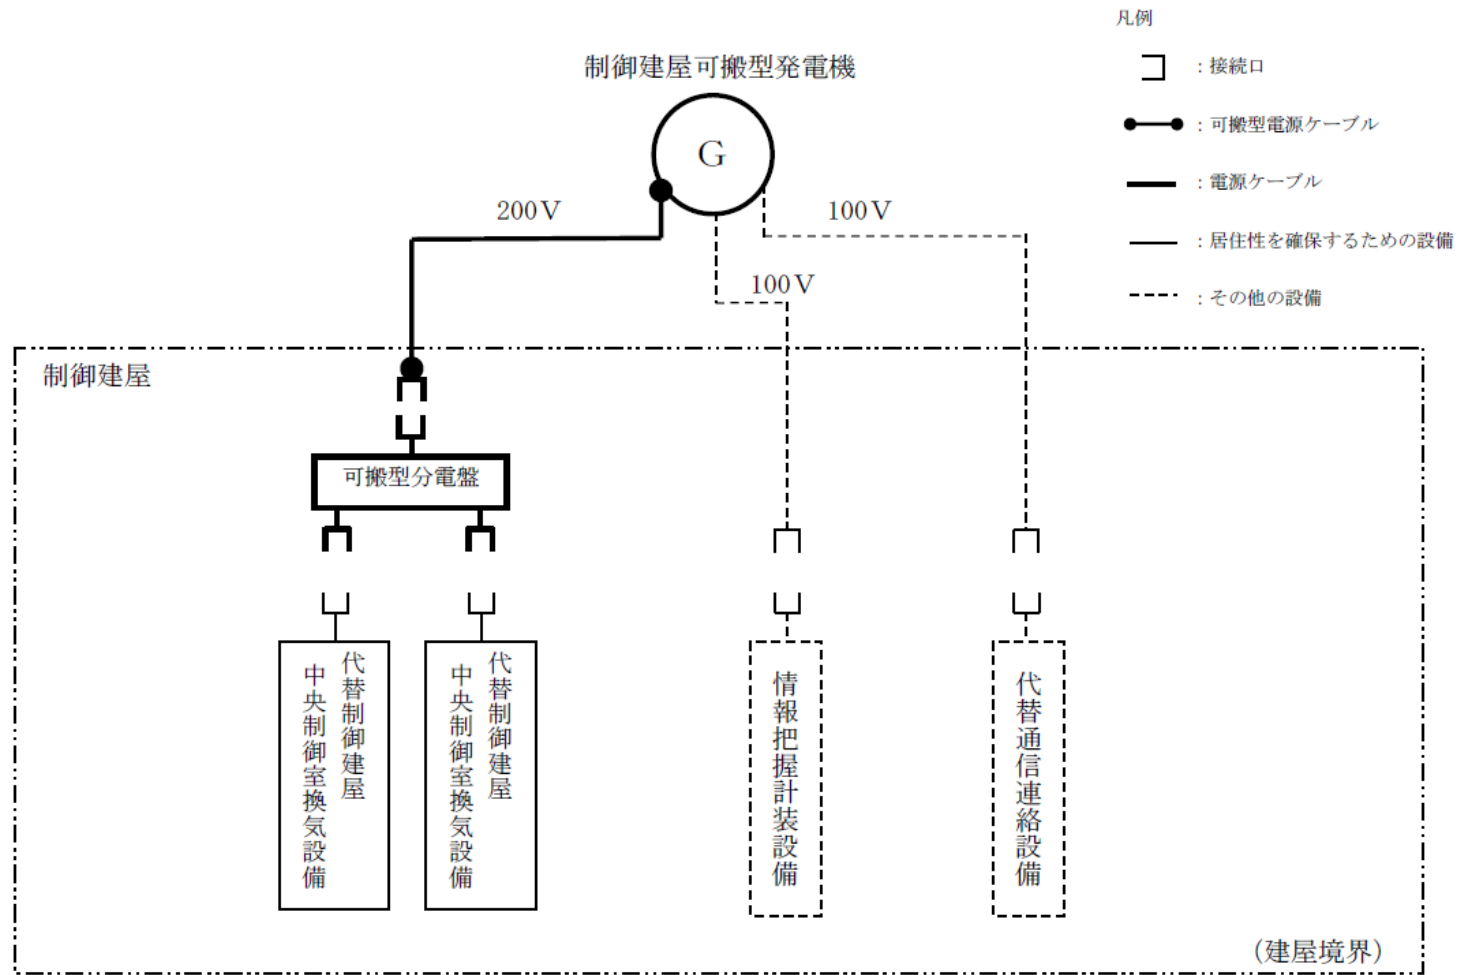 凡例
：接続口
：可搬型電源ケーブル
：電源ケーブル
：居住性を確保するための設備
：その他の設備
制御建屋可搬型発電機
G
200V
100V
100V
制御建屋
可搬型分電盤
代替制御建屋
中央制御室換気設備
代替制御建屋
中央制御室換気設備
情報把握計装設備
代替通信連絡設備
（建屋境界）